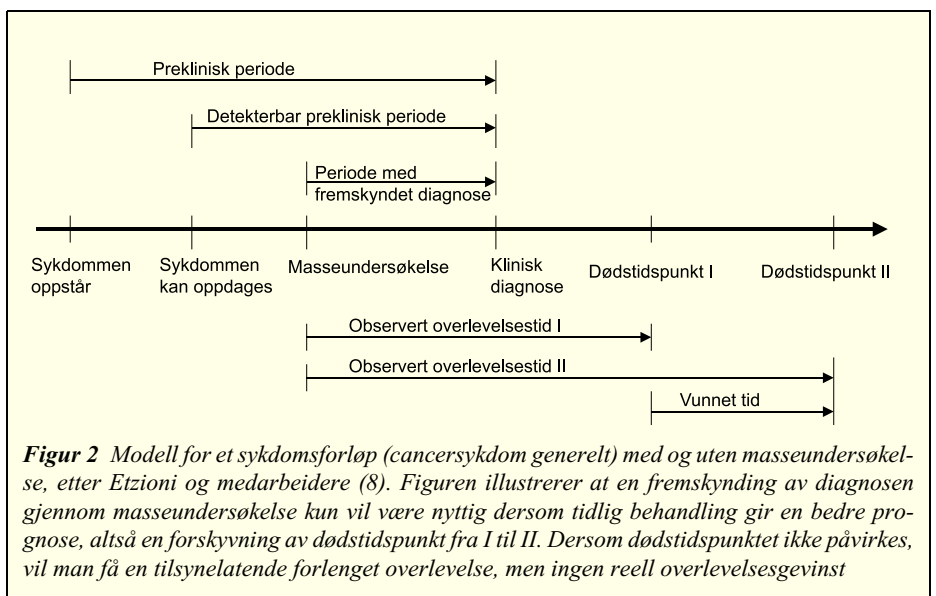 Preklinisk periode
Detekterbar preklinisk periode
Periode med
fremskyndet diagnose
Sykdommen
oppstår
Sykdommen
kan oppdages
Masseundersøkelse
Klinisk
diagnose
Dødstidspunkt I
Dødstidspunkt II
Observert overlevelsestid I
Observert overlevelsestid II
Vunnet tid
Figur 2 Modell for et sykdomsforløp (cancersykdom generelt) med og uten masseundersøkel-
se, etter Etzioni og medarbeidere (8). Figuren illustrerer at en fremskynding av diagnosen
gjennom masseundersøkelse kun vil være nyttig dersom tidlig behandling gir en bedre pro-
gnose, altså en forskyvning av dødstidspunkt fra I til II. Dersom dødstidspunktet ikke påvirkes,
vil man få en tilsynelatende forlenget overlevelse, men ingen reell overlevelsesgevinst